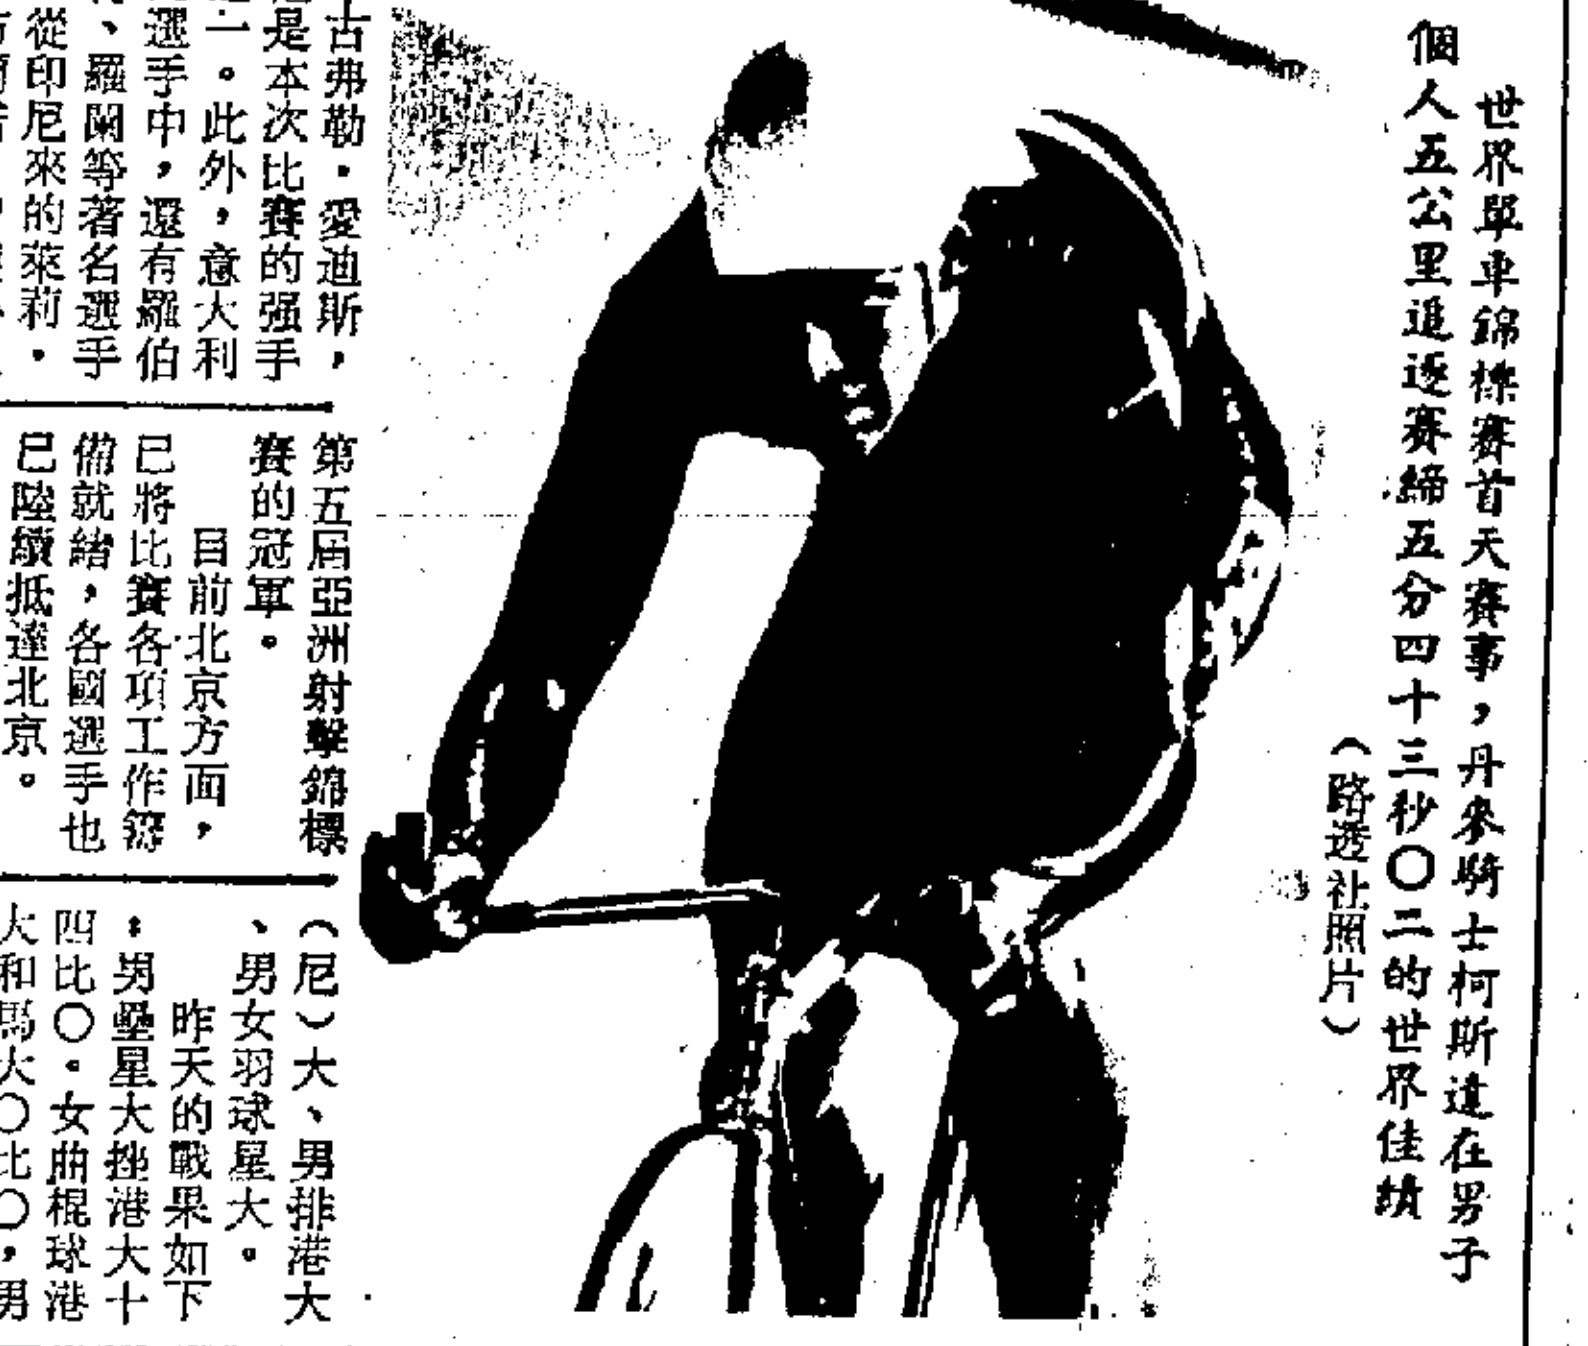 世界單車錦標賽首天賽事，丹麥騎士柯斯達在男子
個人五公里追逐賽締五分四十三秒〇二的世界佳績
（路透社照片）
古弗勒・愛迪斯，
是本次比賽的强手
一。此外，意大利
選手中，還有羅伯
、羅蘭等著名選手
從印尼來的萊莉・
第五屆亞洲射擊錦標
賽的冠軍。
目前北京方面，
已將比賽各項工作籌
備就緒，各國選手也
已陸續抵達北京。
（尼）大、男排港大
、男女羽球星大。
昨天的戰果如下
：男壘星大挫港大十
四比〇。女曲棍球港
大和馬大〇比〇，男